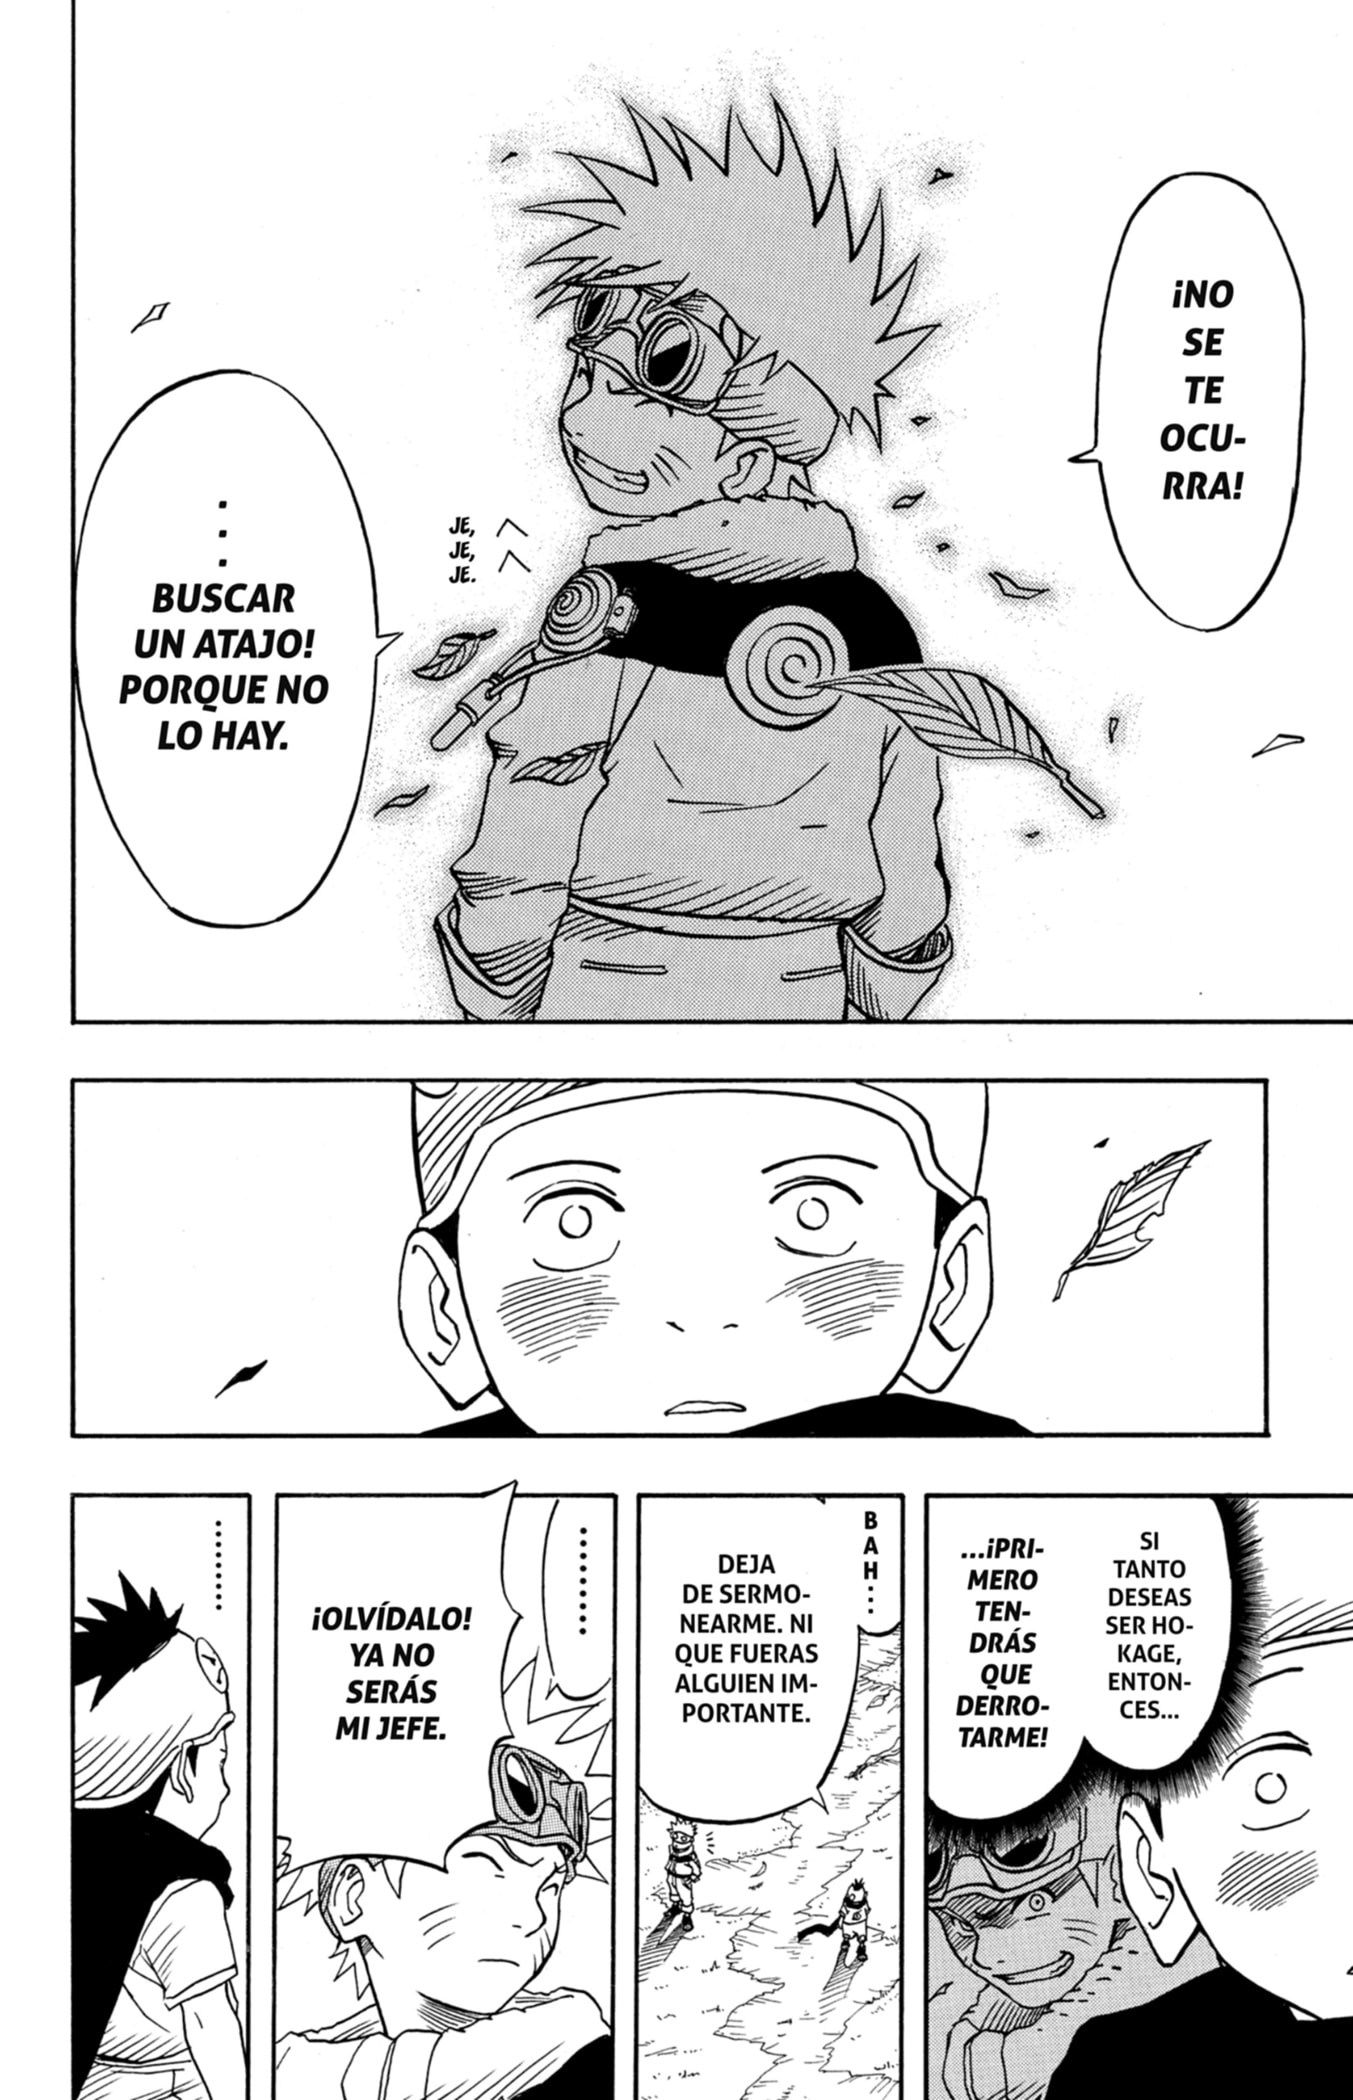 ¡NO
SE
TE
OCU-
RRA!
JE,
JE,
JE.
ヘ
ヘ
...
BUSCAR
UN ATAJO!
PORQUE NO
LO HAY.
SI
TANTO
DESEAS
SER HO-
KAGE,
ENTON-
CES...
...¡PRI-
MERO
TEN-
DRÁS
QUE
DERRO-
TARME!
BAH...
DEJA
DE SERMO-
NEARME. NI
QUE FUERAS
ALGUIEN IM-
PORTANTE.
.........
¡OLVÍDALO!
YA NO
SERÁS
MI JEFE.
.........